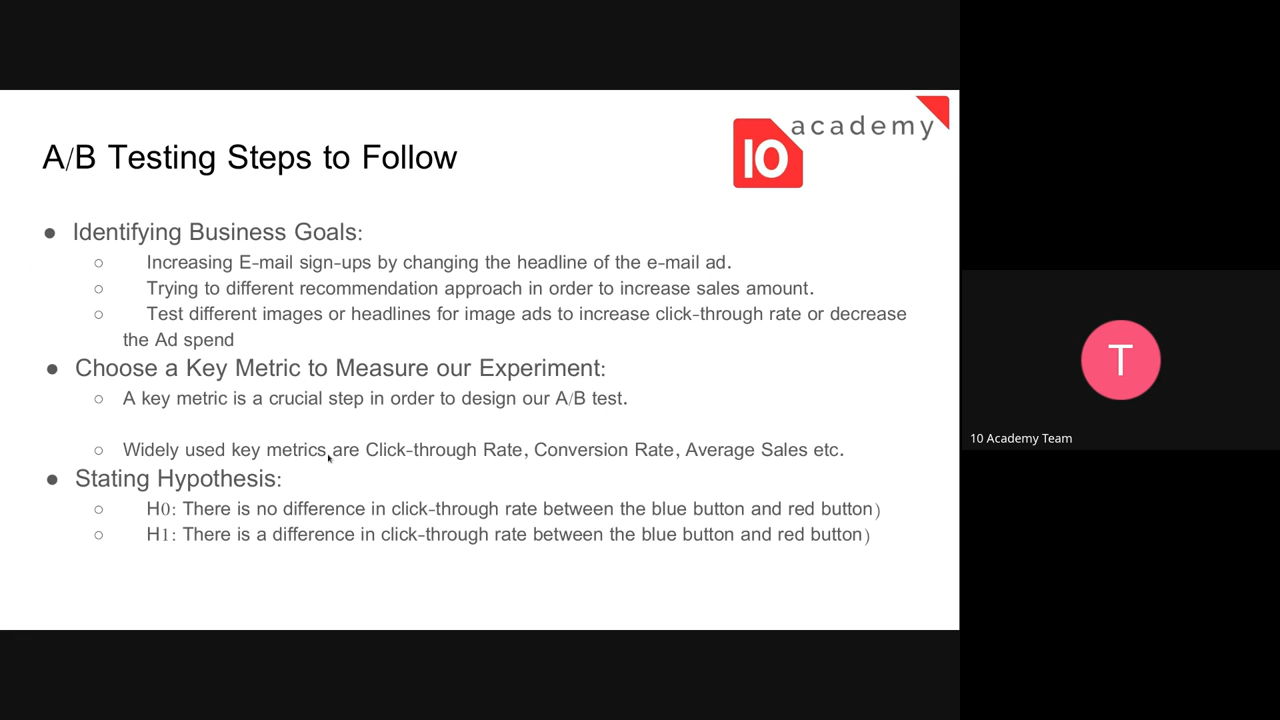 academy
10
A/B Testing Steps to Follow
● Identifying Business Goals:
○ Increasing E-mail sign-ups by changing the headline of the e-mail ad.
○ Trying to different recommendation approach in order to increase sales amount.
○ Test different images or headlines for image ads to increase click-through rate or decrease
the Ad spend
● Choose a Key Metric to Measure our Experiment:
○ A key metric is a crucial step in order to design our A/B test.
○ Widely used key metrics are Click-through Rate, Conversion Rate, Average Sales etc.
● Stating Hypothesis:
○ H0: There is no difference in click-through rate between the blue button and red button)
○ H1: There is a difference in click-through rate between the blue button and red button)
T
10 Academy Team